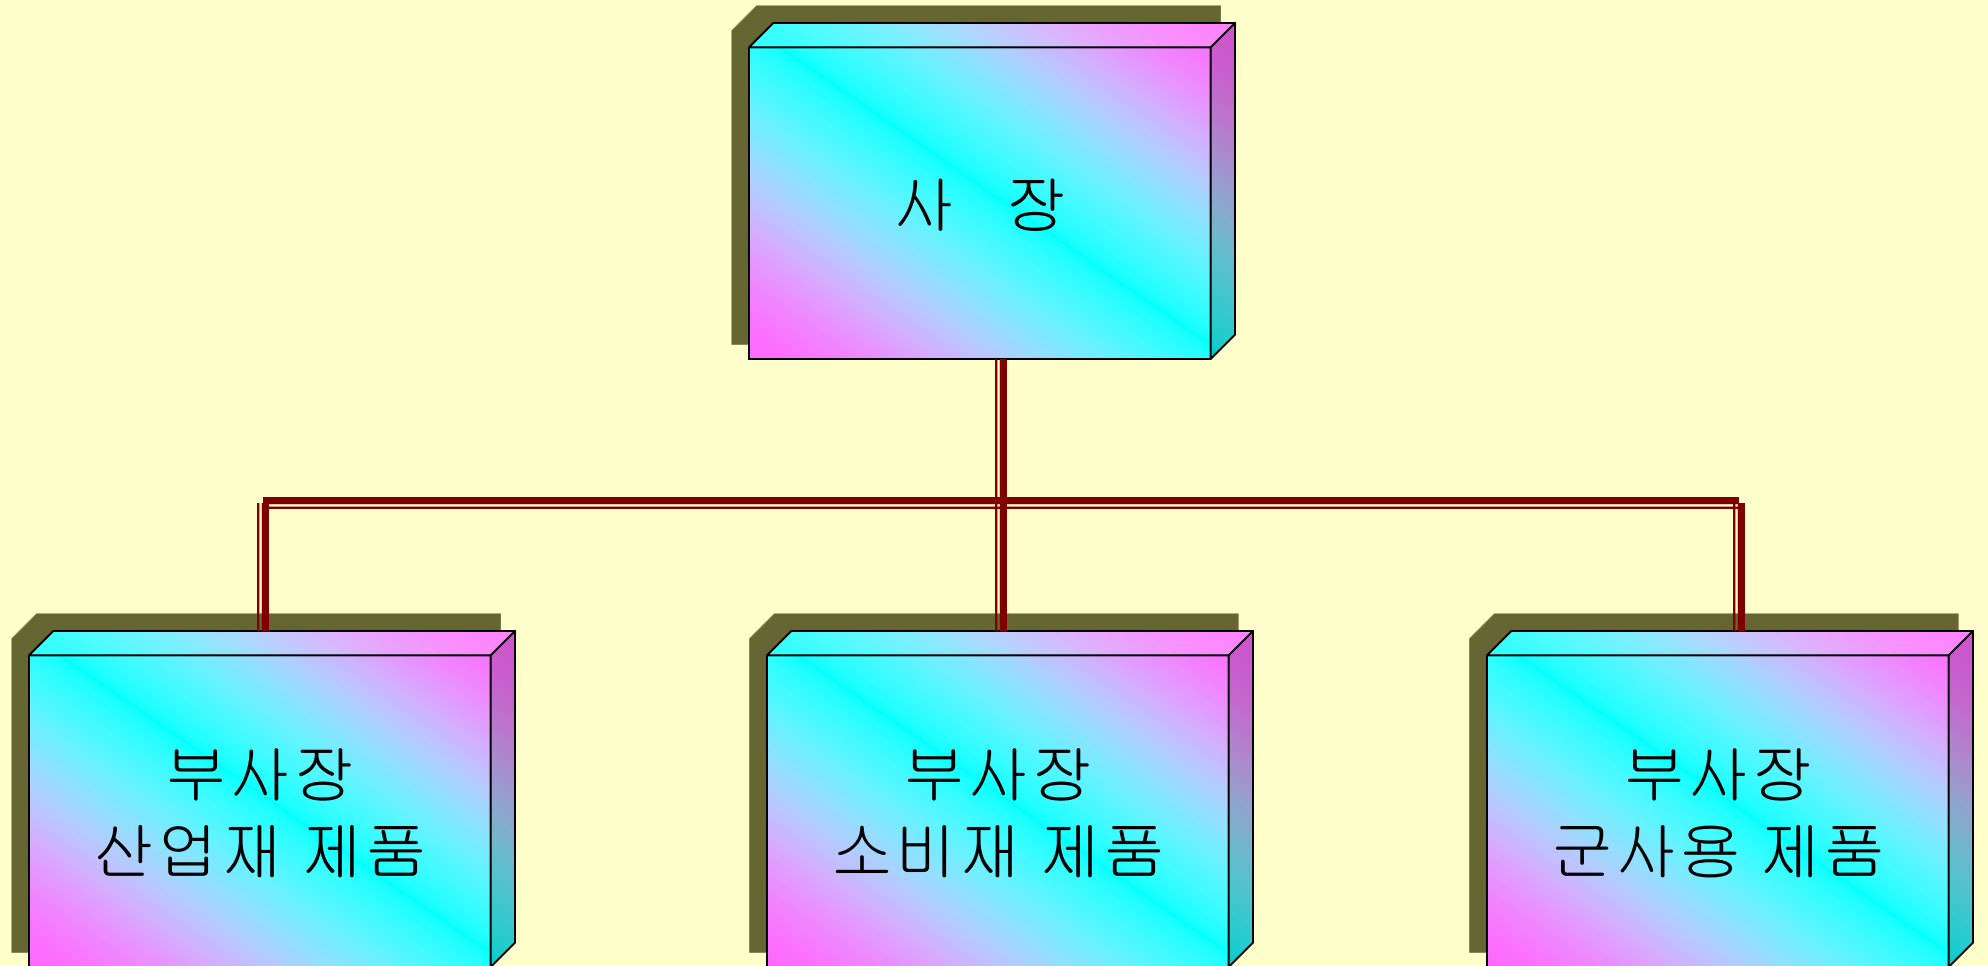 사 장
부사장
산업재 제품
부사장
소비재 제품
부사장
군사용 제품